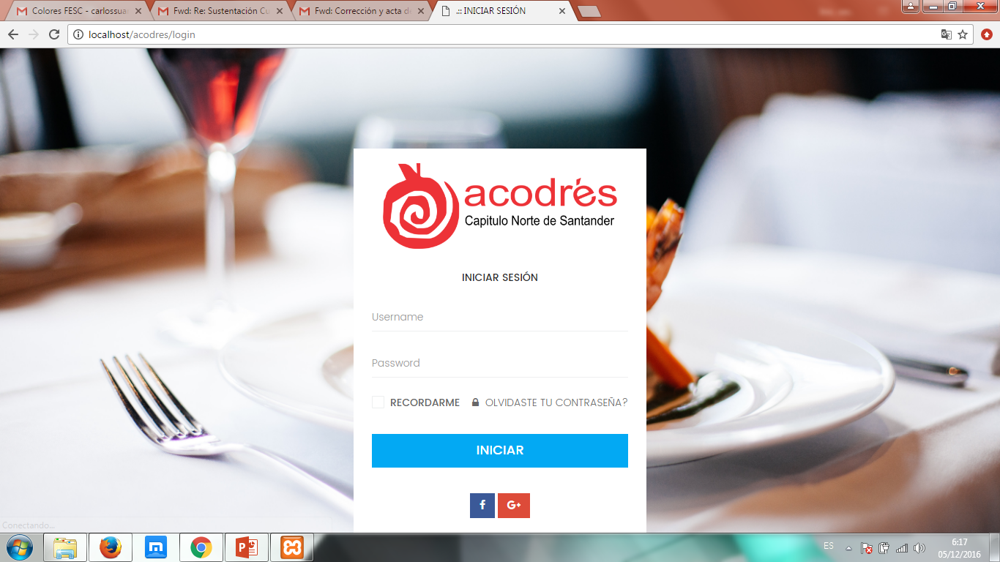 Colores FESC - carlossua
Fwd: Re: Sustentación Cu
Fwd: Corrección y acta de
.:: INICIAR SESIÓN
localhost/acodres/login
acodrés
Capitulo Norte de Santander
INICIAR SESIÓN
Username
Password
RECORDARME OLVIDASTE TU CONTRASEÑA?
INICIAR
f G+
Conectando...
ES
6:17
05/12/2016